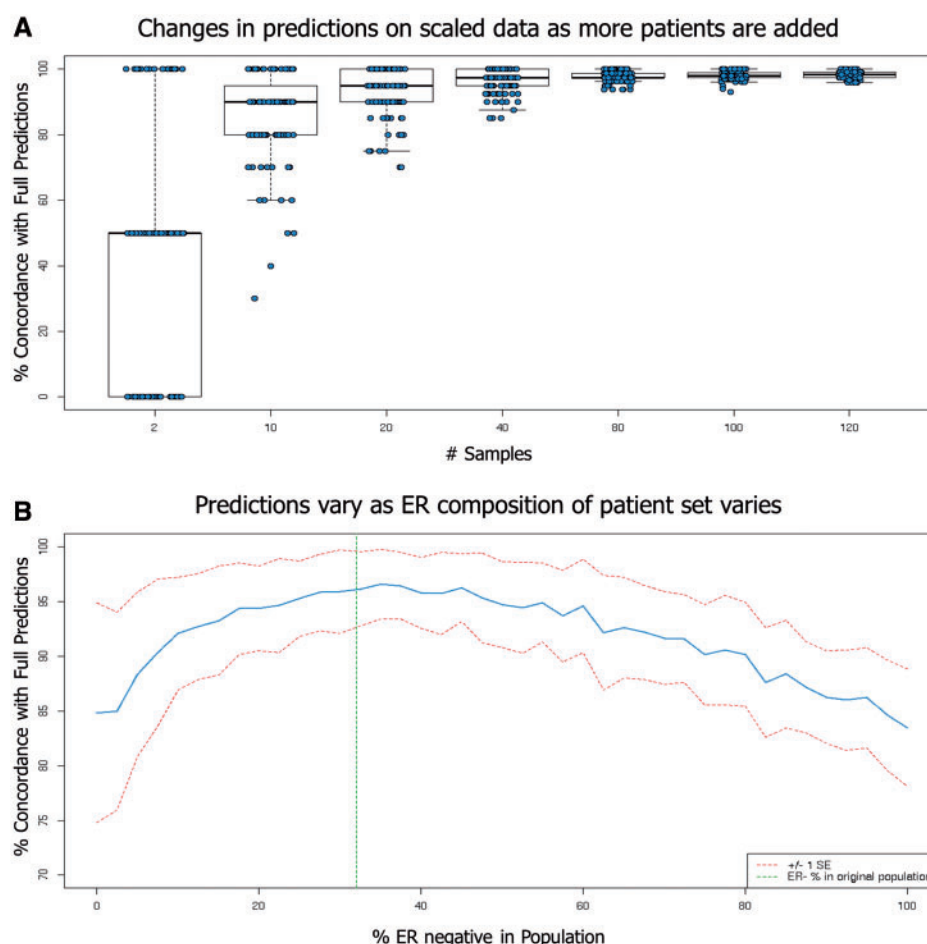 A Changes in predictions on scaled data as more patients are added
% Concordance with Full Predictions
100
80
60
40
20
0
2 10 20 40 80 100 120
# Samples
B Predictions vary as ER composition of patient set varies
% Concordance with Full Predictions
100
95
90
85
80
75
70
+/- 1 SE
ER- % in original population
0 20 40 60 80 100
% ER negative in Population